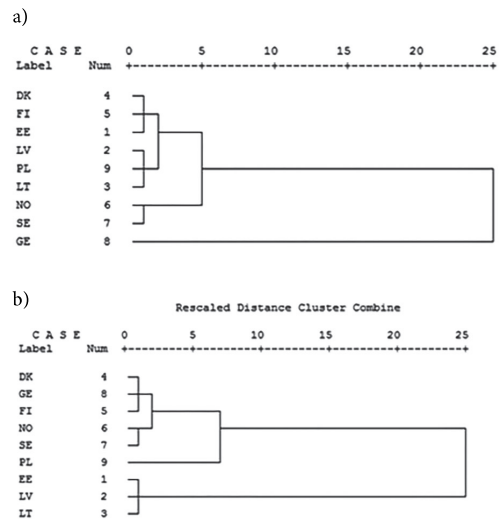 a)
C A S E 0 5 10 15 20 25
Label Num
DK 4
FI 5
EE 1
LV 2
PL 9
LT 3
NO 6
SE 7
GE 8
b)
Rescaled Distance Cluster Combine
C A S E 0 5 10 15 20 25
Label Num
DK 4
GE 8
FI 5
NO 6
SE 7
PL 9
EE 1
LV 2
LT 3